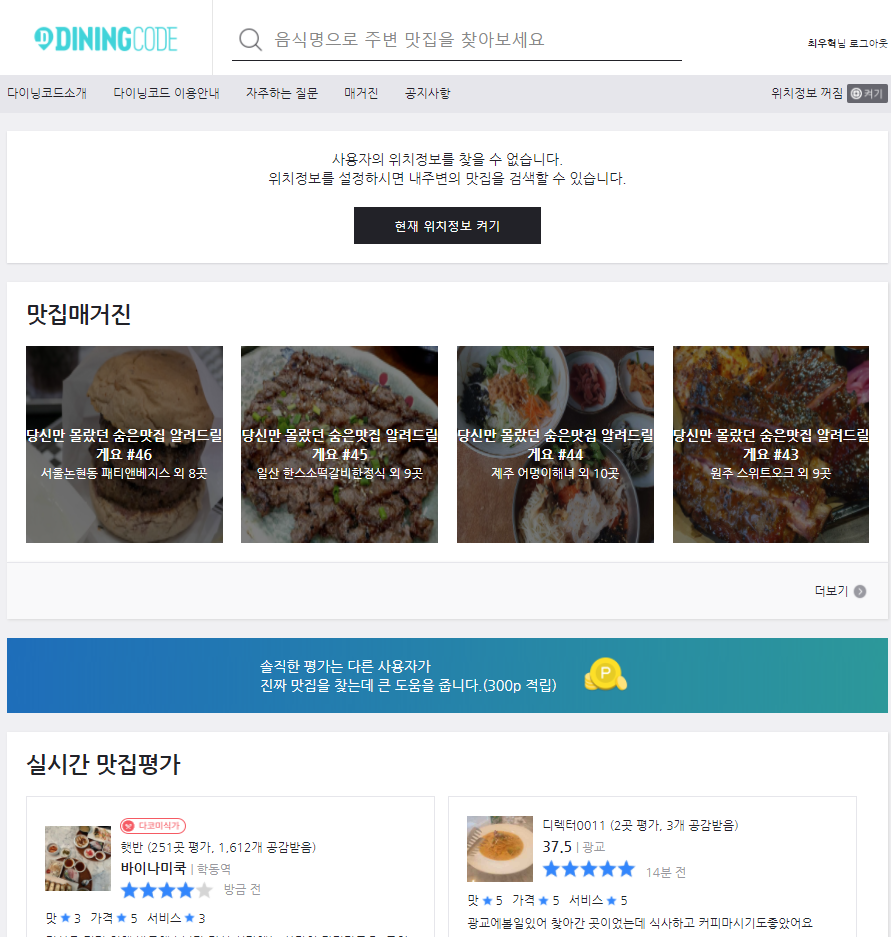 DININGCODE
음식명으로 주변 맛집을 찾아보세요
최우혁님 로그아웃
다이닝코드소개 다이닝코드 이용안내 자주하는 질문 매거진 공지사항 위치정보 꺼짐 켜기
사용자의 위치정보를 찾을 수 없습니다.
위치정보를 설정하시면 내주변의 맛집을 검색할 수 있습니다.
현재 위치정보 켜기
맛집매거진
당신만 몰랐던 숨은맛집 알려드릴
게요 #46
서울논현동 패티앤베지스 외 8곳
당신만 몰랐던 숨은맛집 알려드릴
게요 #45
일산 한스소떡갈비한정식 외 9곳
당신만 몰랐던 숨은맛집 알려드릴
게요 #44
제주 어멍이해녀 외 10곳
당신만 몰랐던 숨은맛집 알려드릴
게요 #43
원주 스위트오크 외 9곳
더보기
솔직한 평가는 다른 사용자가
진짜 맛집을 찾는데 큰 도움을 줍니다.(300p 적립)
P
실시간 맛집평가
다코미식가
햇반 (251곳 평가, 1,612개 공감받음)
바이나미쿡 | 학동역
방금 전
맛 ★ 3 가격 ★ 5 서비스 ★ 3
디렉터0011 (2곳 평가, 3개 공감받음)
37.5 | 광교
14분 전
맛 ★ 5 가격 ★ 5 서비스 ★ 5
광교에볼일있어 찾아간 곳이었는데 식사하고 커피마시기도좋았어요